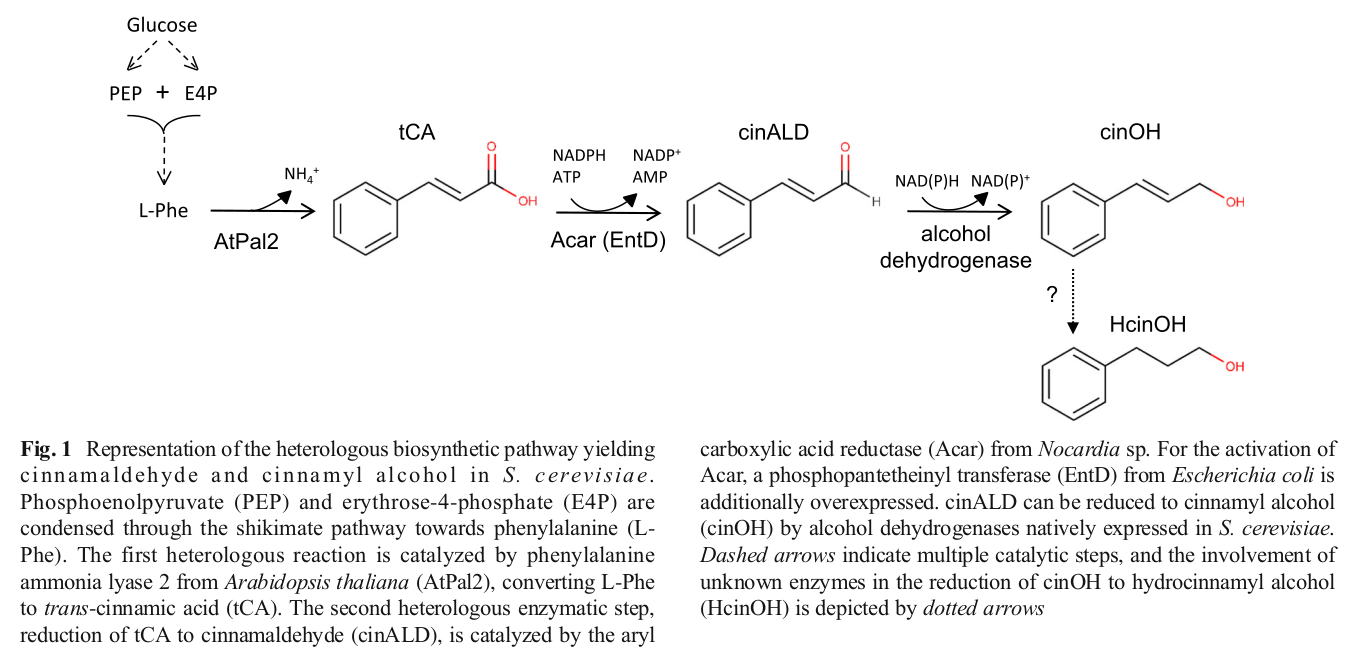 Glucose
PEP + E4P
L-Phe
NH₄⁺
AtPal2
tCA
O
OH
NADPH NADP⁺
ATP AMP
Acar (EntD)
cinALD
O
H
NAD(P)H NAD(P)⁺
alcohol
dehydrogenase
cinOH
OH
?
HcinOH
OH
Fig. 1 Representation of the heterologous biosynthetic pathway yielding
cinnamaldehyde and cinnamyl alcohol in S. cerevisiae.
Phosphoenolpyruvate (PEP) and erythrose-4-phosphate (E4P) are
condensed through the shikimate pathway towards phenylalanine (L-
Phe). The first heterologous reaction is catalyzed by phenylalanine
ammonia lyase 2 from Arabidopsis thaliana (AtPal2), converting L-Phe
to trans-cinnamic acid (tCA). The second heterologous enzymatic step,
reduction of tCA to cinnamaldehyde (cinALD), is catalyzed by the aryl
carboxylic acid reductase (Acar) from Nocardia sp. For the activation of
Acar, a phosphopantetheinyl transferase (EntD) from Escherichia coli is
additionally overexpressed. cinALD can be reduced to cinnamyl alcohol
(cinOH) by alcohol dehydrogenases natively expressed in S. cerevisiae.
Dashed arrows indicate multiple catalytic steps, and the involvement of
unknown enzymes in the reduction of cinOH to hydrocinnamyl alcohol
(HcinOH) is depicted by dotted arrows